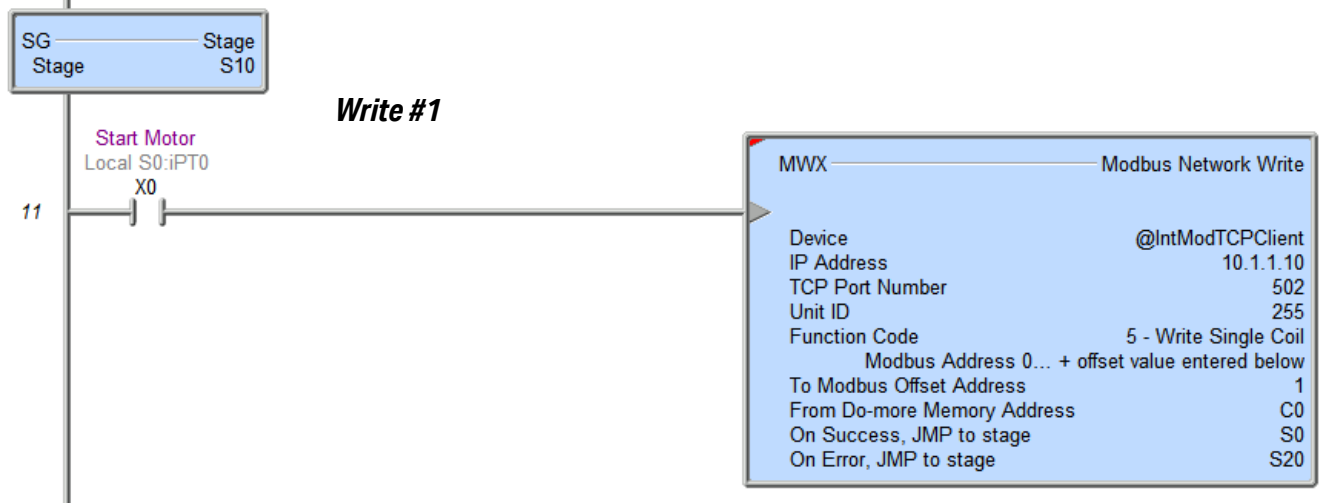 SG Stage
Stage S10
Write #1
Start Motor
Local S0:iPT0
X0
11
MWX Modbus Network Write
Device @IntModTCPClient
IP Address 10.1.1.10
TCP Port Number 502
Unit ID 255
Function Code 5 - Write Single Coil
Modbus Address 0... + offset value entered below
To Modbus Offset Address 1
From Do-more Memory Address C0
On Success, JMP to stage S0
On Error, JMP to stage S20